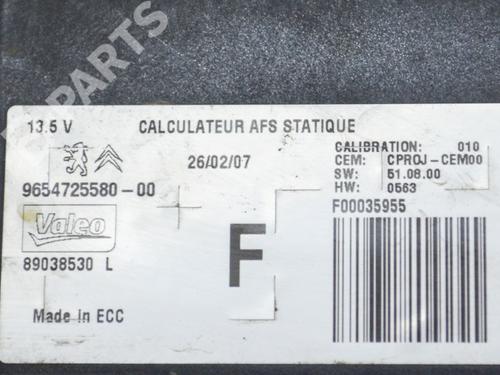 PARTS
13.5 V
CALCULATEUR AFS STATIQUE
26/02/07
9654725580-00
Valeo
89038530 L
Made in ECC
F
CALIBRATION: 010
CEM: CPROJ-CEM00
SW: 51.08.00
HW: 0563
F00035955